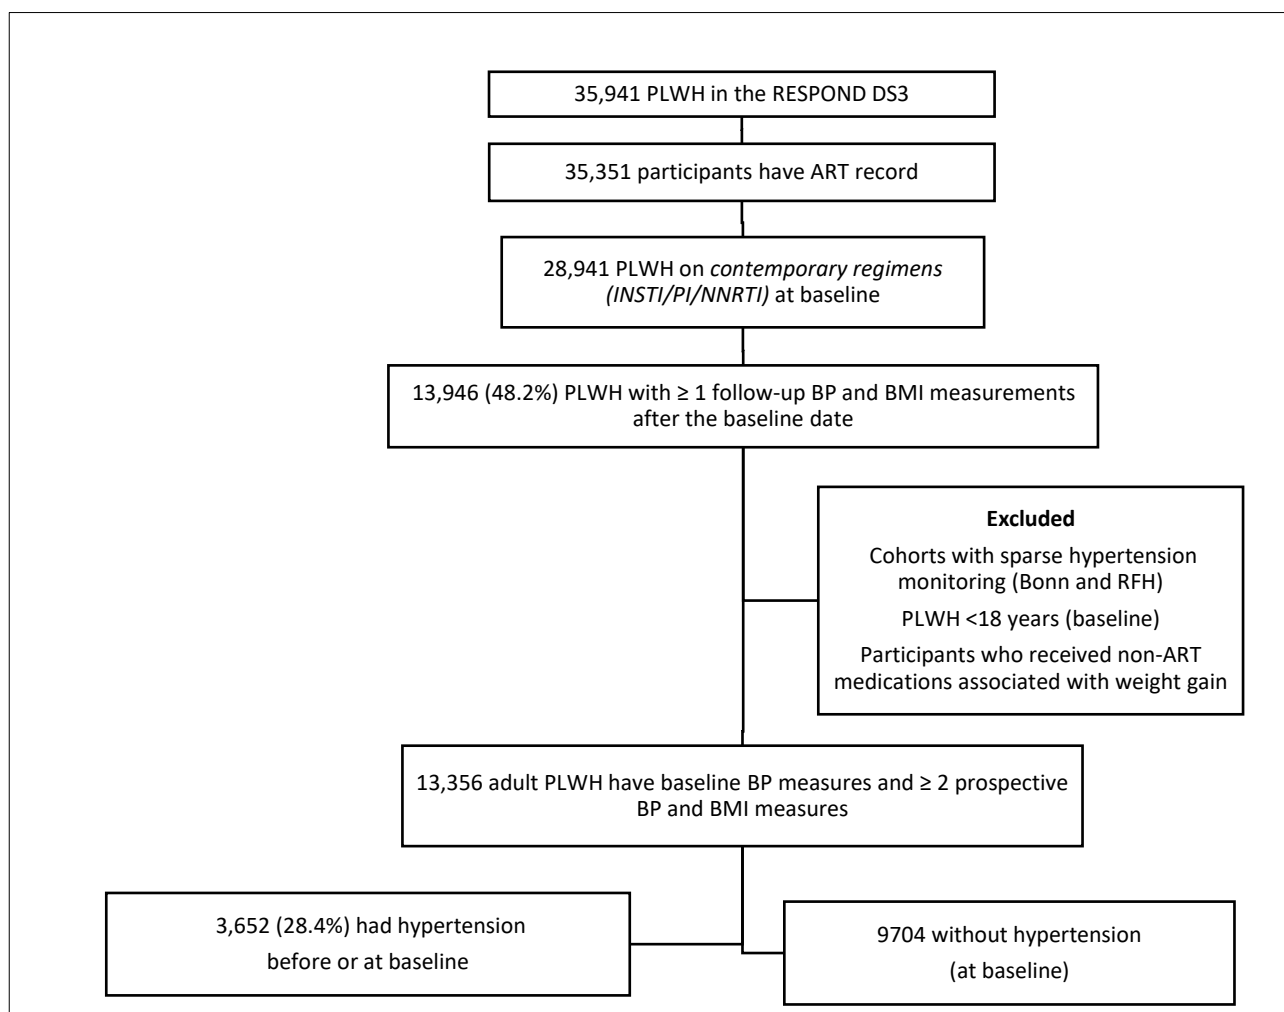 35,941 PLWH in the RESPOND DS3
35,351 participants have ART record
28,941 PLWH on contemporary regimens
(INSTI/PI/NNRTI) at baseline
13,946 (48.2%) PLWH with ≥ 1 follow-up BP and BMI measurements
after the baseline date
Excluded
Cohorts with sparse hypertension
monitoring (Bonn and RFH)
PLWH <18 years (baseline)
Participants who received non-ART
medications associated with weight gain
13,356 adult PLWH have baseline BP measures and ≥ 2 prospective
BP and BMI measures
3,652 (28.4%) had hypertension
before or at baseline
9704 without hypertension
(at baseline)